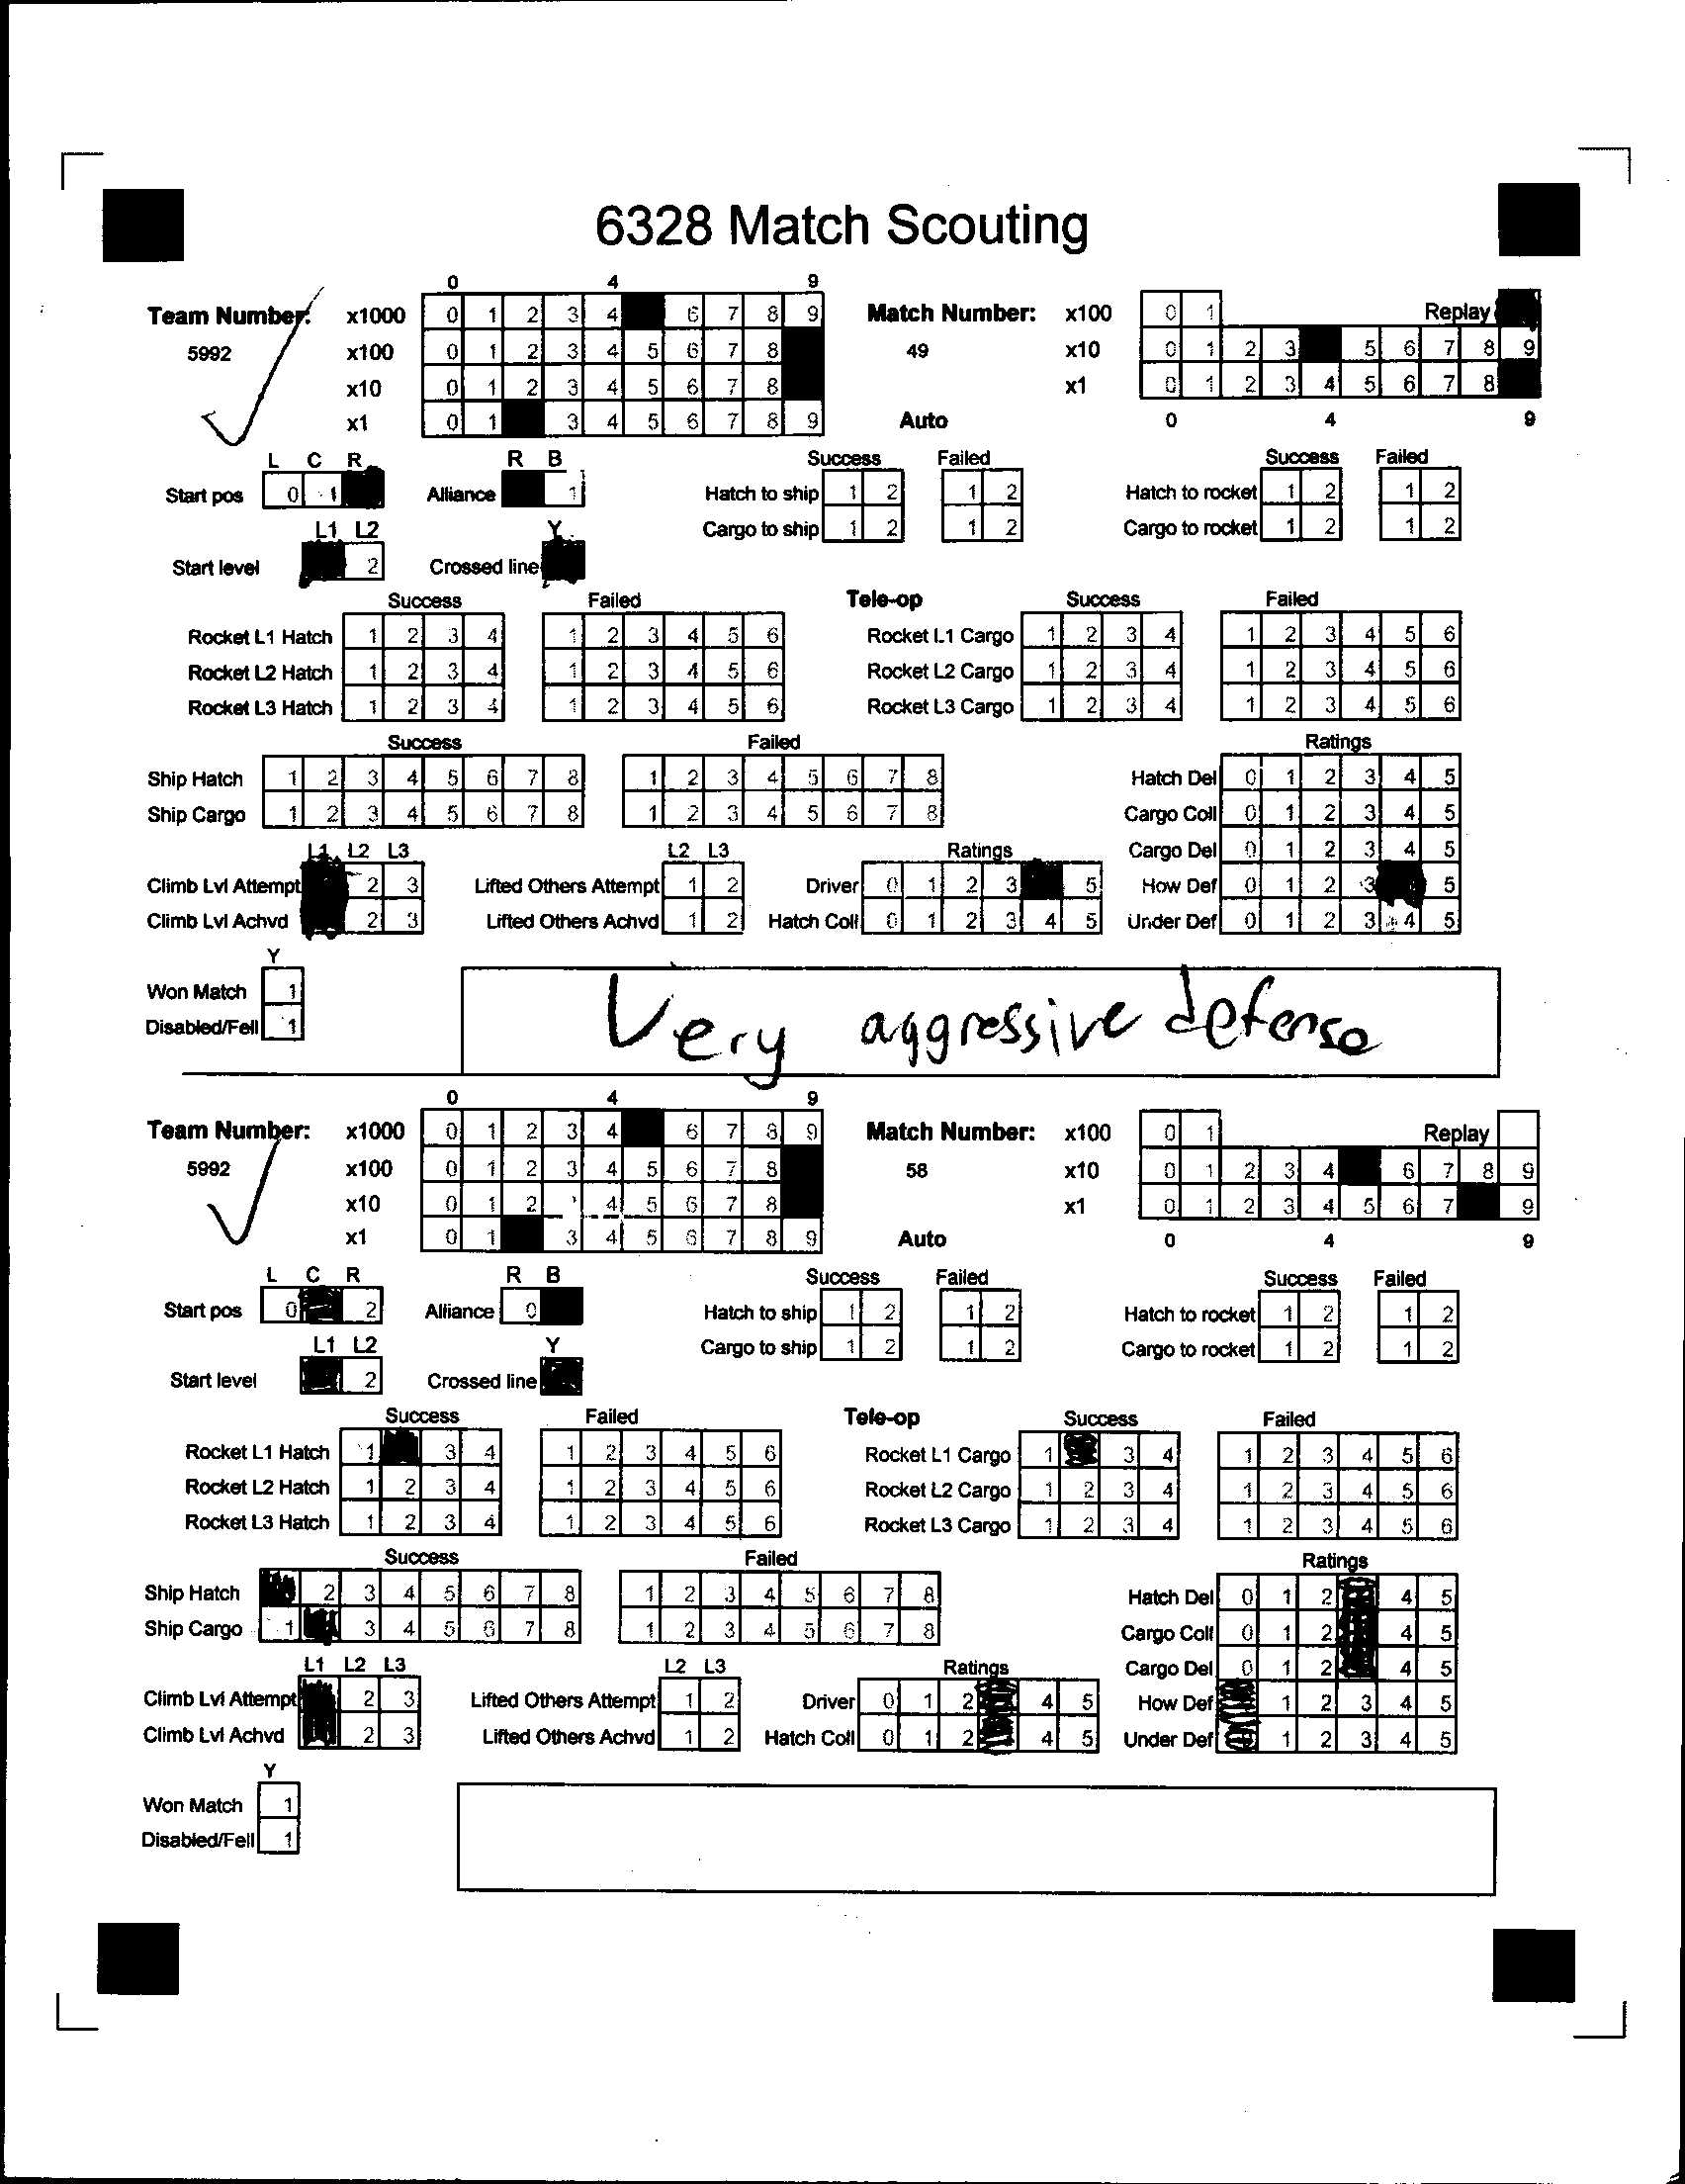 6328 Match Scouting
0 4 9
Team Number: x1000 0 1 2 3 4 6 7 8 9 Match Number: x100 0 1 Replay
5992 x100 0 1 2 3 4 5 6 7 8 49 x10 0 1 2 3 5 6 7 8 9
x10 0 1 2 3 4 5 6 7 8 x1 0 1 2 3 4 5 6 7 8
x1 0 1 3 4 5 6 7 8 9 Auto 0 4 9
L C R R B Success Failed Success Failed
Start pos 0 1 Alliance 1 Hatch to ship 1 2 1 2 Hatch to rocket 1 2 1 2
L1 L2 Y Cargo to ship 1 2 1 2 Cargo to rocket 1 2 1 2
Start level 2 Crossed line
Success Failed Tele-op Success Failed
Rocket L1 Hatch 1 2 3 4 1 2 3 4 5 6 Rocket L1 Cargo 1 2 3 4 1 2 3 4 5 6
Rocket L2 Hatch 1 2 3 4 1 2 3 4 5 6 Rocket L2 Cargo 1 2 3 4 1 2 3 4 5 6
Rocket L3 Hatch 1 2 3 4 1 2 3 4 5 6 Rocket L3 Cargo 1 2 3 4 1 2 3 4 5 6
Success Failed Ratings
Ship Hatch 1 2 3 4 5 6 7 8 1 2 3 4 5 6 7 8 Hatch Del 0 1 2 3 4 5
Ship Cargo 1 2 3 4 5 6 7 8 1 2 3 4 5 6 7 8 Cargo Coll 0 1 2 3 4 5
L1 L2 L3 L2 L3 Ratings Cargo Del 0 1 2 3 4 5
Climb Lvl Attempt 2 3 Lifted Others Attempt 1 2 Driver 0 1 2 3 5 How Def 0 1 2 3 5
Climb Lvl Achvd 2 3 Lifted Others Achvd 1 2 Hatch Coll 0 1 2 3 4 5 Under Def 0 1 2 3 4 5
Y
Won Match 1
Disabled/Fell 1
Very aggressive defense
0 4 9
Team Number: x1000 0 1 2 3 4 6 7 8 9 Match Number: x100 0 1 Replay
5992 x100 0 1 2 3 4 5 6 7 8 58 x10 0 1 2 3 4 6 7 8 9
x10 0 1 2 4 5 6 7 8 x1 0 1 2 3 4 5 6 7 9
x1 0 1 3 4 5 6 7 8 9 Auto 0 4 9
L C R R B Success Failed Success Failed
Start pos 0 2 Alliance 0 Hatch to ship 1 2 1 2 Hatch to rocket 1 2 1 2
L1 L2 Y Cargo to ship 1 2 1 2 Cargo to rocket 1 2 1 2
Start level 2 Crossed line
Success Failed Tele-op Success Failed
Rocket L1 Hatch 1 3 4 1 2 3 4 5 6 Rocket L1 Cargo 1 3 4 1 2 3 4 5 6
Rocket L2 Hatch 1 2 3 4 1 2 3 4 5 6 Rocket L2 Cargo 1 2 3 4 1 2 3 4 5 6
Rocket L3 Hatch 1 2 3 4 1 2 3 4 5 6 Rocket L3 Cargo 1 2 3 4 1 2 3 4 5 6
Success Failed Ratings
Ship Hatch 2 3 4 5 6 7 8 1 2 3 4 5 6 7 8 Hatch Del 0 1 2 4 5
Ship Cargo 1 3 4 5 6 7 8 1 2 3 4 5 6 7 8 Cargo Coll 0 1 2 4 5
L1 L2 L3 L2 L3 Ratings Cargo Del 0 1 2 4 5
Climb Lvl Attempt 2 3 Lifted Others Attempt 1 2 Driver 0 1 2 4 5 How Def 1 2 3 4 5
Climb Lvl Achvd 2 3 Lifted Others Achvd 1 2 Hatch Coll 0 1 2 4 5 Under Def 1 2 3 4 5
Y
Won Match 1
Disabled/Fell 1